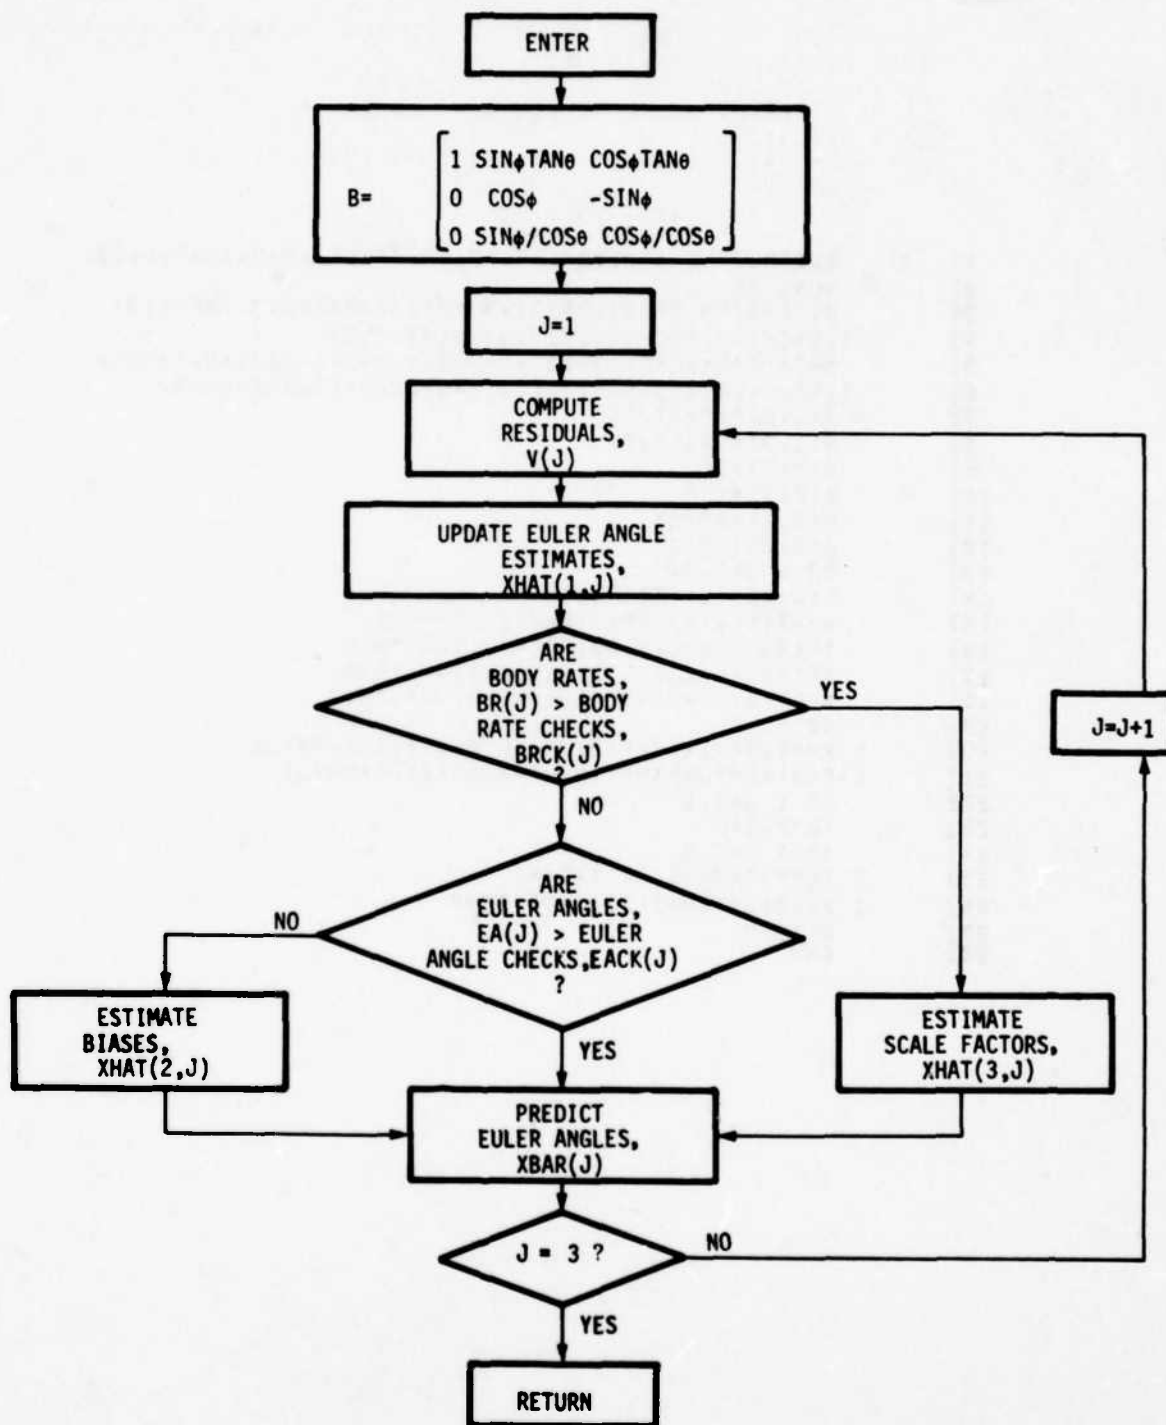 ENTER
B=
1 SINφTANθ COSφTANθ
0 COSφ -SINφ
0 SINφ/COSθ COSφ/COSθ
J=1
COMPUTE
RESIDUALS,
V(J)
UPDATE EULER ANGLE
ESTIMATES,
XHAT(1,J)
ARE
BODY RATES,
BR(J) > BODY
RATE CHECKS,
BRCK(J)
?
YES
J=J+1
NO
ARE
EULER ANGLES,
EA(J) > EULER
ANGLE CHECKS,EACK(J)
?
NO
ESTIMATE
BIASES,
XHAT(2,J)
YES
ESTIMATE
SCALE FACTORS,
XHAT(3,J)
PREDICT
EULER ANGLES,
XBAR(J)
J = 3 ?
NO
YES
RETURN